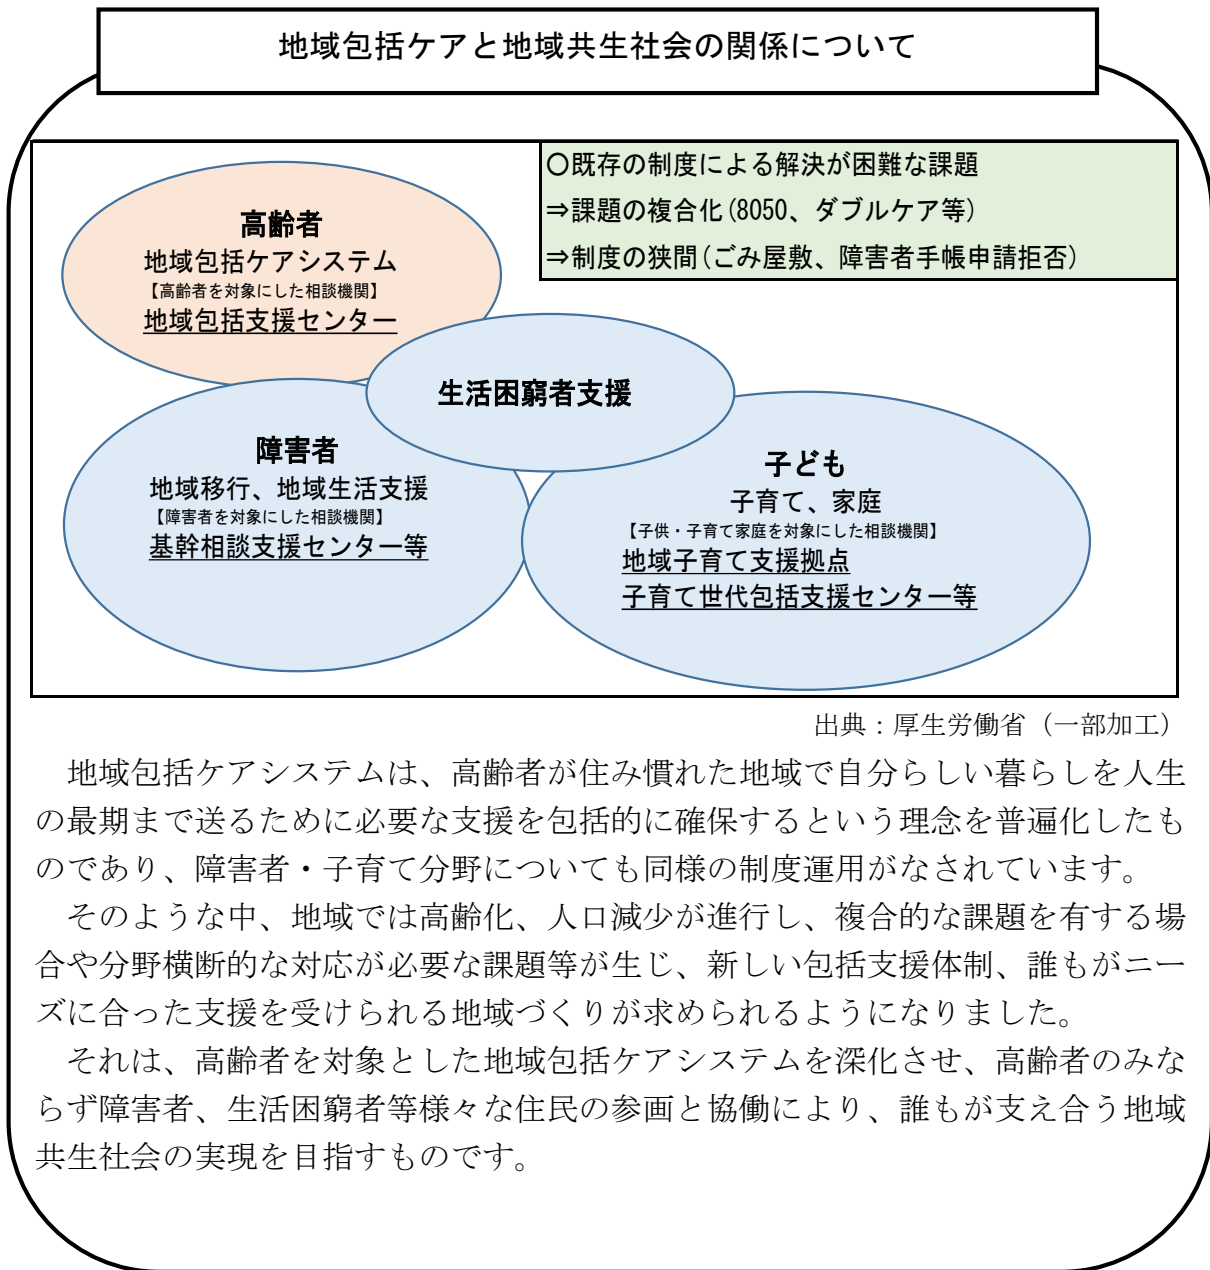 地域包括ケアと地域共生社会の関係について
〇既存の制度による解決が困難な課題
⇒課題の複合化(8050、ダブルケア等)
⇒制度の狭間(ごみ屋敷、障害者手帳申請拒否)
高齢者
地域包括ケアシステム
【高齢者を対象にした相談機関】
地域包括支援センター
生活困窮者支援
障害者
地域移行、地域生活支援
【障害者を対象にした相談機関】
基幹相談支援センター等
子ども
子育て、家庭
【子供・子育て家庭を対象にした相談機関】
地域子育て支援拠点
子育て世代包括支援センター等
出典：厚生労働省（一部加工）
地域包括ケアシステムは、高齢者が住み慣れた地域で自分らしい暮らしを人生
の最期まで送るために必要な支援を包括的に確保するという理念を普遍化したも
のであり、障害者・子育て分野についても同様の制度運用がなされています。
そのような中、地域では高齢化、人口減少が進行し、複合的な課題を有する場
合や分野横断的な対応が必要な課題等が生じ、新しい包括支援体制、誰もがニー
ズに合った支援を受けられる地域づくりが求められるようになりました。
それは、高齢者を対象とした地域包括ケアシステムを深化させ、高齢者のみな
らず障害者、生活困窮者等様々な住民の参画と協働により、誰もが支え合う地域
共生社会の実現を目指すものです。